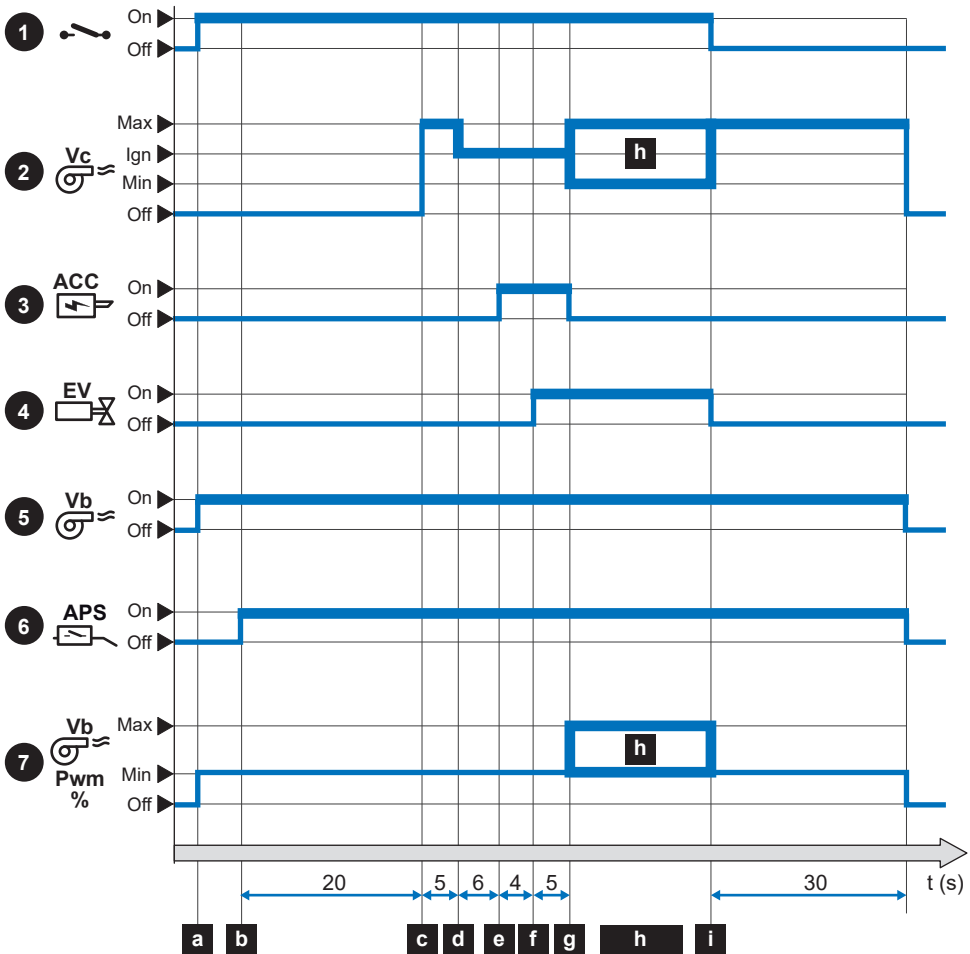 On
1
Off
Max
Vc
Ign
h
2
Min
Off
ACC
On
3
Off
EV
On
4
Off
Vb
On
5
Off
APS
On
6
Off
Vb
Max
h
7
Pwm
Min
%
Off
20 5 6 4 5 30 t (s)
a b c d e f g h i